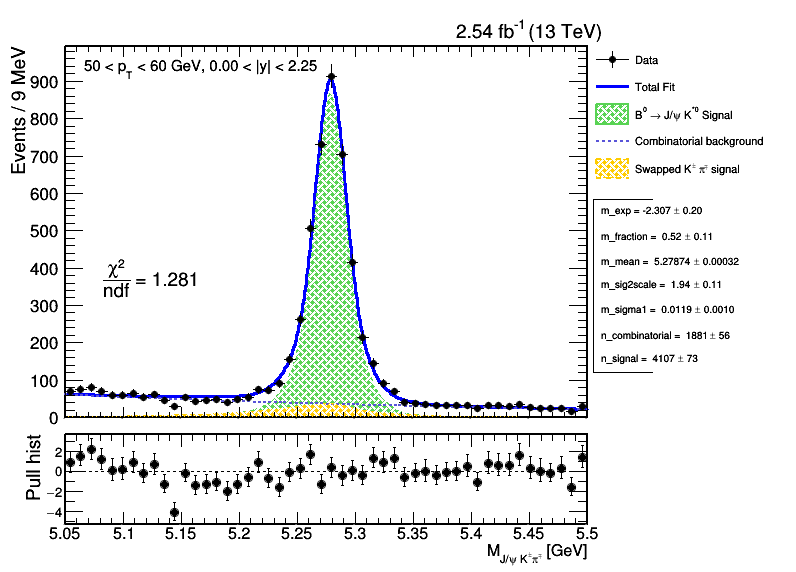 2.54 fb⁻¹ (13 TeV)
Events / 9 MeV
50 < p_T < 60 GeV, 0.00 < |y| < 2.25
900
800
700
600
500
400
300
200
100
0
χ²/ndf = 1.281
Data
Total Fit
B⁰ → J/ψ K*⁰ Signal
Combinatorial background
Swapped K± π∓ signal
m_exp = -2.307 ± 0.20
m_fraction = 0.52 ± 0.11
m_mean = 5.27874 ± 0.00032
m_sig2scale = 1.94 ± 0.11
m_sigma1 = 0.0119 ± 0.0010
n_combinatorial = 1881 ± 56
n_signal = 4107 ± 73
Pull hist
2
0
−2
−4
5.05 5.1 5.15 5.2 5.25 5.3 5.35 5.4 5.45 5.5
M_J/ψ K± π∓ [GeV]